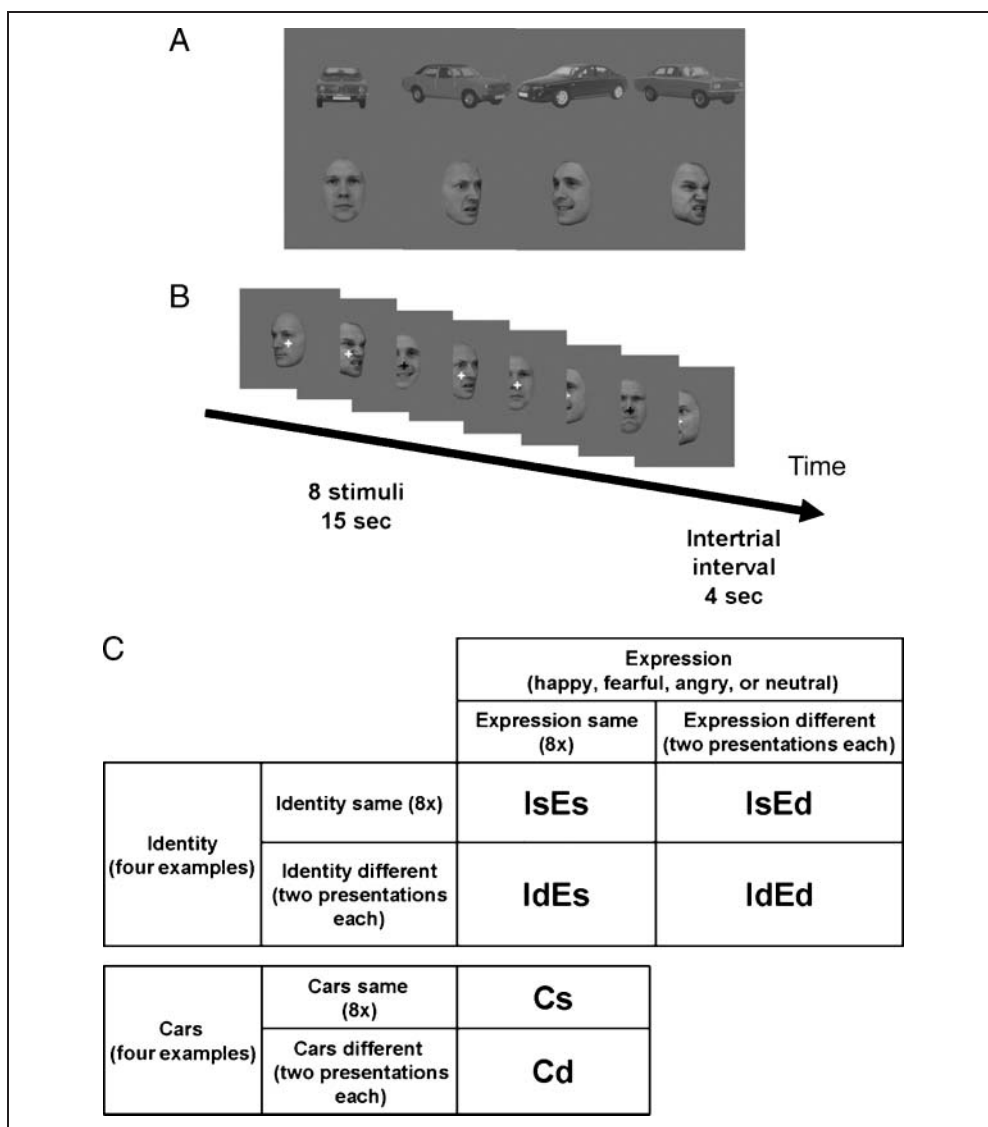 A
B
Time
8 stimuli
15 sec
Intertrial
interval
4 sec
C
Expression
(happy, fearful, angry, or neutral)
Expression same
(8x)
Expression different
(two presentations each)
Identity
(four examples)
Identity same (8x)
IsEs
IsEd
Identity different
(two presentations
each)
IdEs
IdEd
Cars
(four examples)
Cars same
(8x)
Cs
Cars different
(two presentations
each)
Cd